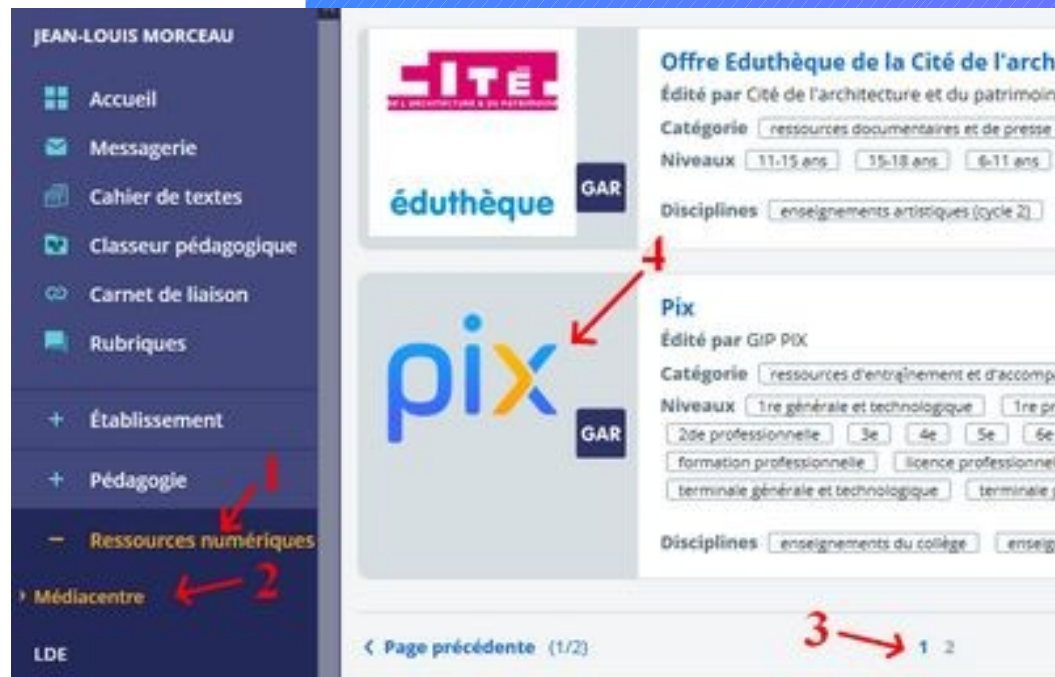 JEAN-LOUIS MORCEAU
Accueil
Messagerie
Cahier de textes
Classeur pédagogique
Carnet de liaison
Rubriques
+ Établissement
+ Pédagogie
1
− Ressources numériques
› Médiacentre
2
LDE
CITÉ
DE L'ARCHITECTURE & DU PATRIMOINE
éduthèque
GAR
Offre Eduthèque de la Cité de l'arch
Édité par Cité de l'architecture et du patrimoin
Catégorie ressources documentaires et de presse
Niveaux 11-15 ans 15-18 ans 6-11 ans
Disciplines enseignements artistiques (cycle 2)
4
pix
GAR
Pix
Édité par GIP PIX
Catégorie ressources d'entraînement et d'accompa
Niveaux 1re générale et technologique 1re pr
2de professionnelle 3e 4e 5e 6e
formation professionnelle licence professionnel
terminale générale et technologique terminale
Disciplines enseignements du collège enseig
‹ Page précédente (1/2)
3
1 2